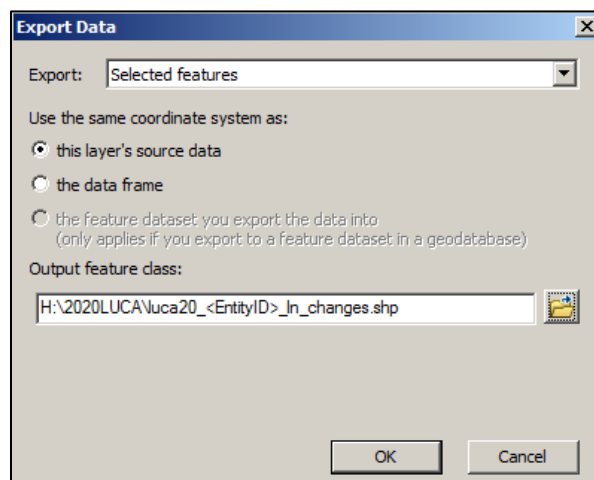 Export Data
Export: Selected features
Use the same coordinate system as:
this layer's source data
the data frame
the feature dataset you export the data into
(only applies if you export to a feature dataset in a geodatabase)
Output feature class:
H:\2020LUCA\luca20_<EntityID>_ln_changes.shp
OK Cancel